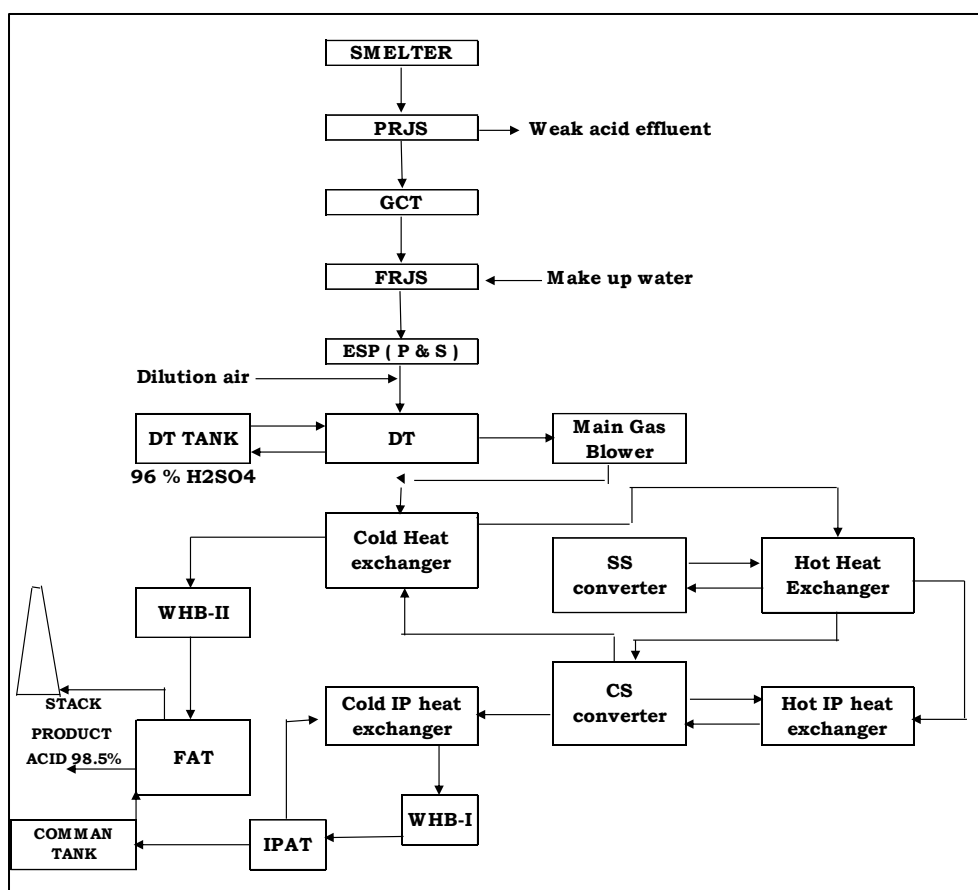 SMELTER
PRJS
Weak acid effluent
GCT
FRJS
Make up water
ESP ( P & S )
Dilution air
DT TANK
96 % H2SO4
DT
Main Gas
Blower
Cold Heat
exchanger
SS
converter
Hot Heat
Exchanger
WHB-II
STACK
PRODUCT
ACID 98.5%
FAT
Cold IP heat
exchanger
CS
converter
Hot IP heat
exchanger
COMMAN
TANK
IPAT
WHB-I